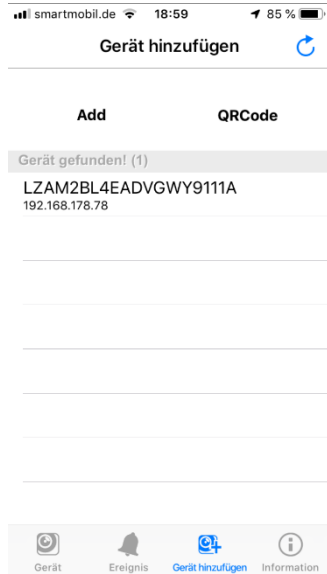 smartmobil.de 18:59 85 %
Gerät hinzufügen
Add QRCode
Gerät gefunden! (1)
LZAM2BL4EADVGWY9111A
192.168.178.78
Gerät Ereignis Gerät hinzufügen Information